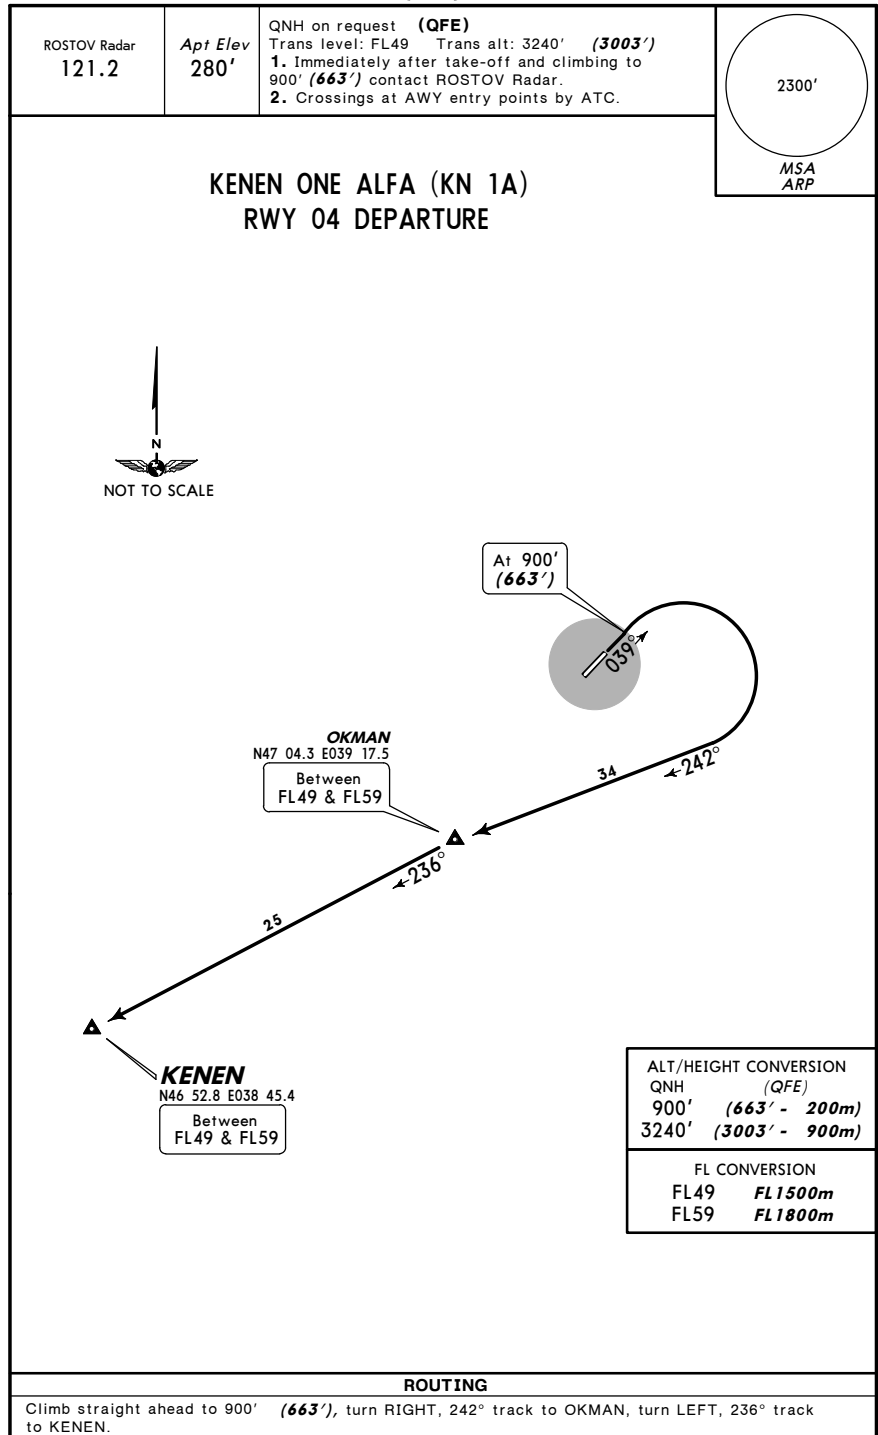 ROSTOV Radar
121.2
Apt Elev
280'
QNH on request (QFE)
Trans level: FL49 Trans alt: 3240' (3003')
1. Immediately after take-off and climbing to
900' (663') contact ROSTOV Radar.
2. Crossings at AWY entry points by ATC.
2300'
MSA
ARP
KENEN ONE ALFA (KN 1A)
RWY 04 DEPARTURE
N
NOT TO SCALE
At 900'
(663')
039°
OKMAN
N47 04.3 E039 17.5
Between
FL49 & FL59
34
242°
236°
25
KENEN
N46 52.8 E038 45.4
Between
FL49 & FL59
ALT/HEIGHT CONVERSION
QNH (QFE)
900' (663' - 200m)
3240' (3003' - 900m)
FL CONVERSION
FL49 FL1500m
FL59 FL1800m
ROUTING
Climb straight ahead to 900' (663'), turn RIGHT, 242° track to OKMAN, turn LEFT, 236° track
to KENEN.